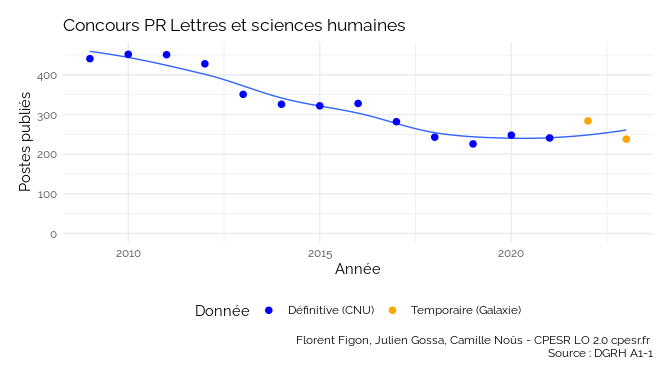 Concours PR Lettres et sciences humaines
Postes publiés
400
300
200
100
0
2010 2015 2020
Année
Donnée Définitive (CNU) Temporaire (Galaxie)
Florent Figon, Julien Gossa, Camille Noûs - CPESR LO 2.0 cpesr.fr
Source : DGRH A1-1